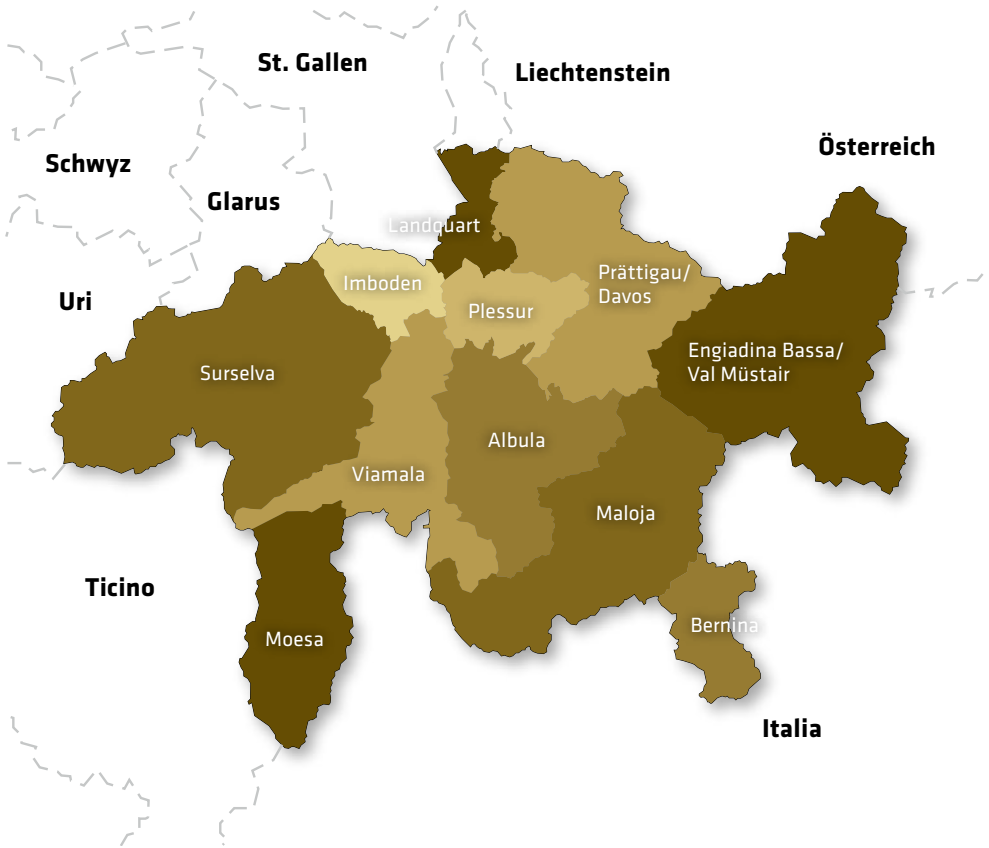 St. Gallen
Liechtenstein
Österreich
Schwyz
Glarus
Landquart
Imboden
Prättigau/
Davos
Uri
Plessur
Engiadina Bassa/
Val Müstair
Surselva
Albula
Viamala
Maloja
Ticino
Moesa
Bernina
Italia